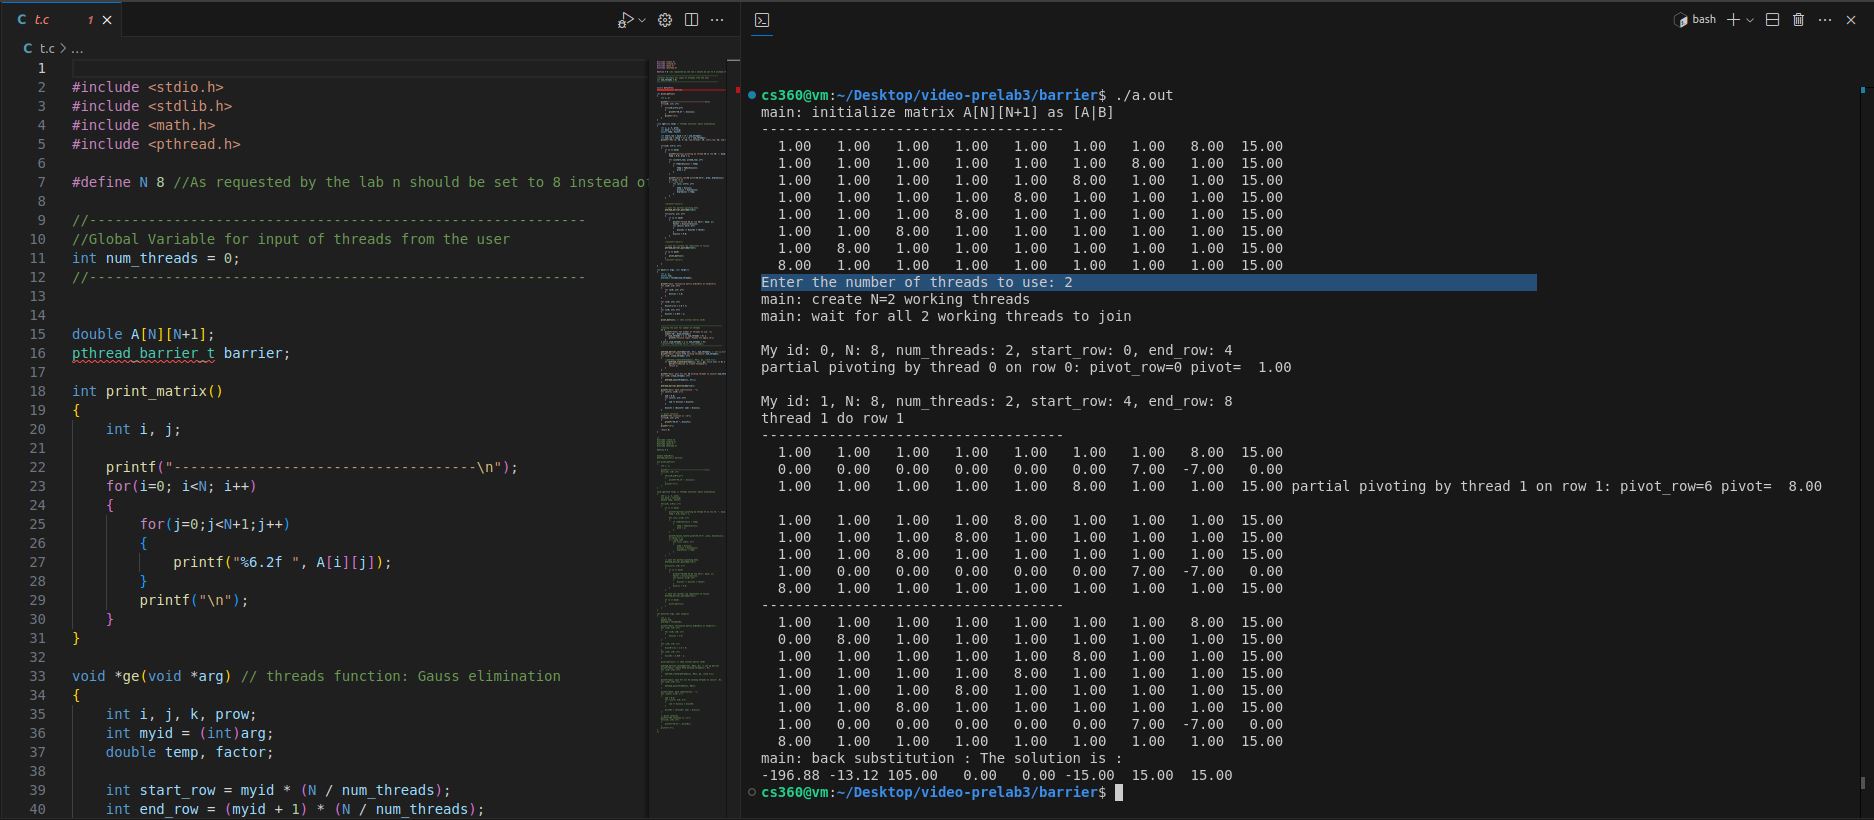 t.c 1
t.c > ...
1
2 #include <stdio.h>
3 #include <stdlib.h>
4 #include <math.h>
5 #include <pthread.h>
6
7 #define N 8 //As requested by the lab n should be set to 8 instead of
8
9 //-----------------------------------------------------------
10 //Global Variable for input of threads from the user
11 int num_threads = 0;
12 //-----------------------------------------------------------
13
14
15 double A[N][N+1];
16 pthread_barrier_t barrier;
17
18 int print_matrix()
19 {
20 int i, j;
21
22 printf("------------------------------------\n");
23 for(i=0; i<N; i++)
24 {
25 for(j=0;j<N+1;j++)
26 {
27 printf("%6.2f ", A[i][j]);
28 }
29 printf("\n");
30 }
31 }
32
33 void *ge(void *arg) // threads function: Gauss elimination
34 {
35 int i, j, k, prow;
36 int myid = (int)arg;
37 double temp, factor;
38
39 int start_row = myid * (N / num_threads);
40 int end_row = (myid + 1) * (N / num_threads);
bash
cs360@vm:~/Desktop/video-prelab3/barrier$ ./a.out
main: initialize matrix A[N][N+1] as [A|B]
------------------------------------
1.00 1.00 1.00 1.00 1.00 1.00 1.00 8.00 15.00
1.00 1.00 1.00 1.00 1.00 1.00 8.00 1.00 15.00
1.00 1.00 1.00 1.00 1.00 8.00 1.00 1.00 15.00
1.00 1.00 1.00 1.00 8.00 1.00 1.00 1.00 15.00
1.00 1.00 1.00 8.00 1.00 1.00 1.00 1.00 15.00
1.00 1.00 8.00 1.00 1.00 1.00 1.00 1.00 15.00
1.00 8.00 1.00 1.00 1.00 1.00 1.00 1.00 15.00
8.00 1.00 1.00 1.00 1.00 1.00 1.00 1.00 15.00
Enter the number of threads to use: 2
main: create N=2 working threads
main: wait for all 2 working threads to join
My id: 0, N: 8, num_threads: 2, start_row: 0, end_row: 4
partial pivoting by thread 0 on row 0: pivot_row=0 pivot= 1.00
My id: 1, N: 8, num_threads: 2, start_row: 4, end_row: 8
thread 1 do row 1
------------------------------------
1.00 1.00 1.00 1.00 1.00 1.00 1.00 8.00 15.00
0.00 0.00 0.00 0.00 0.00 0.00 7.00 -7.00 0.00
1.00 1.00 1.00 1.00 1.00 8.00 1.00 1.00 15.00 partial pivoting by thread 1 on row 1: pivot_row=6 pivot= 8.00
1.00 1.00 1.00 1.00 8.00 1.00 1.00 1.00 15.00
1.00 1.00 1.00 8.00 1.00 1.00 1.00 1.00 15.00
1.00 1.00 8.00 1.00 1.00 1.00 1.00 1.00 15.00
1.00 0.00 0.00 0.00 0.00 0.00 7.00 -7.00 0.00
8.00 1.00 1.00 1.00 1.00 1.00 1.00 1.00 15.00
------------------------------------
1.00 1.00 1.00 1.00 1.00 1.00 1.00 8.00 15.00
0.00 8.00 1.00 1.00 1.00 1.00 1.00 1.00 15.00
1.00 1.00 1.00 1.00 1.00 8.00 1.00 1.00 15.00
1.00 1.00 1.00 1.00 8.00 1.00 1.00 1.00 15.00
1.00 1.00 1.00 8.00 1.00 1.00 1.00 1.00 15.00
1.00 1.00 8.00 1.00 1.00 1.00 1.00 1.00 15.00
1.00 0.00 0.00 0.00 0.00 0.00 7.00 -7.00 0.00
8.00 1.00 1.00 1.00 1.00 1.00 1.00 1.00 15.00
main: back substitution : The solution is :
-196.88 -13.12 105.00 0.00 0.00 -15.00 15.00 15.00
cs360@vm:~/Desktop/video-prelab3/barrier$